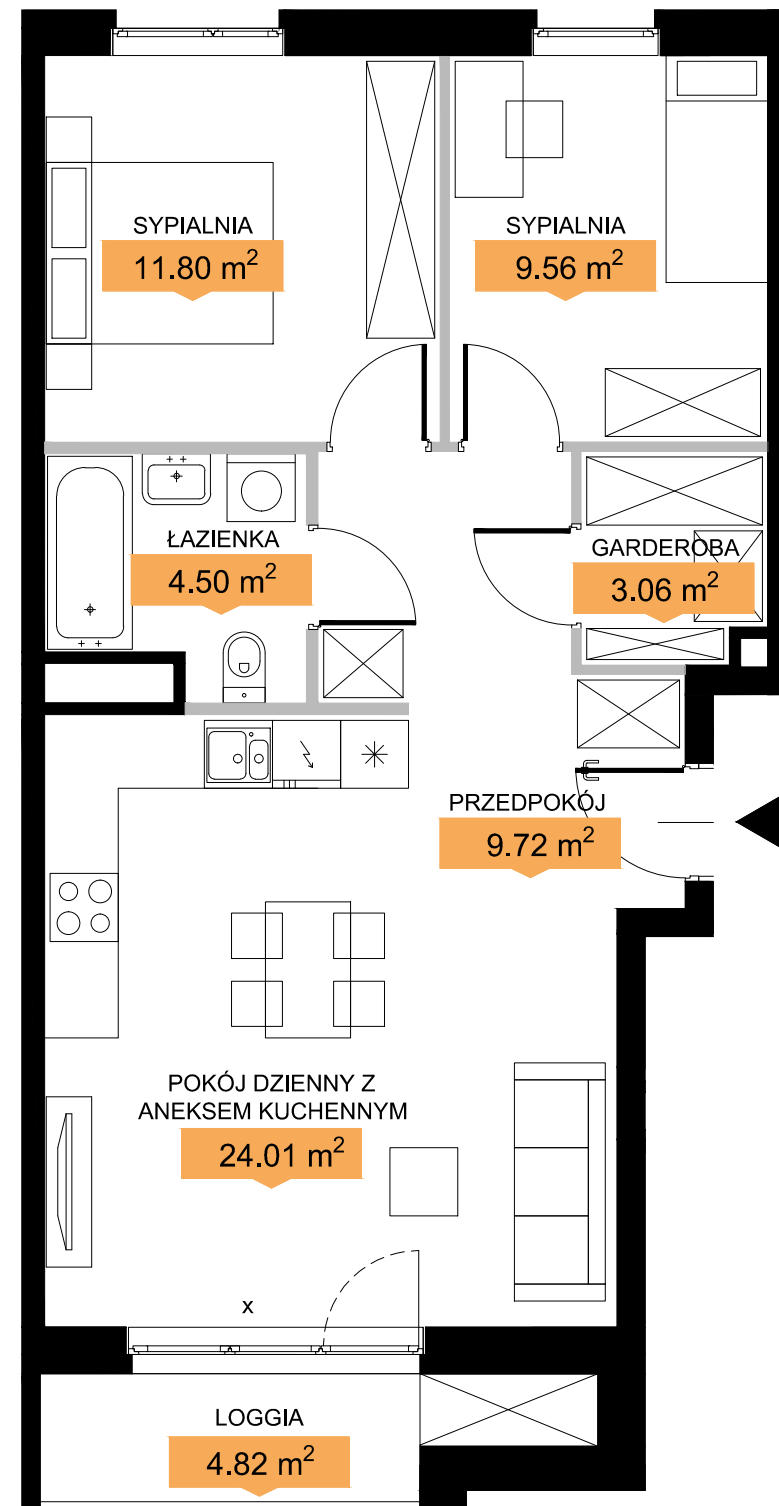 SYPIALNIA
11.80 m²
SYPIALNIA
9.56 m²
ŁAZIENKA
4.50 m²
GARDEROBA
3.06 m²
PRZEDPOKÓJ
9.72 m²
POKÓJ DZIENNY Z
ANEKSEM KUCHENNYM
24.01 m²
x
LOGGIA
4.82 m²